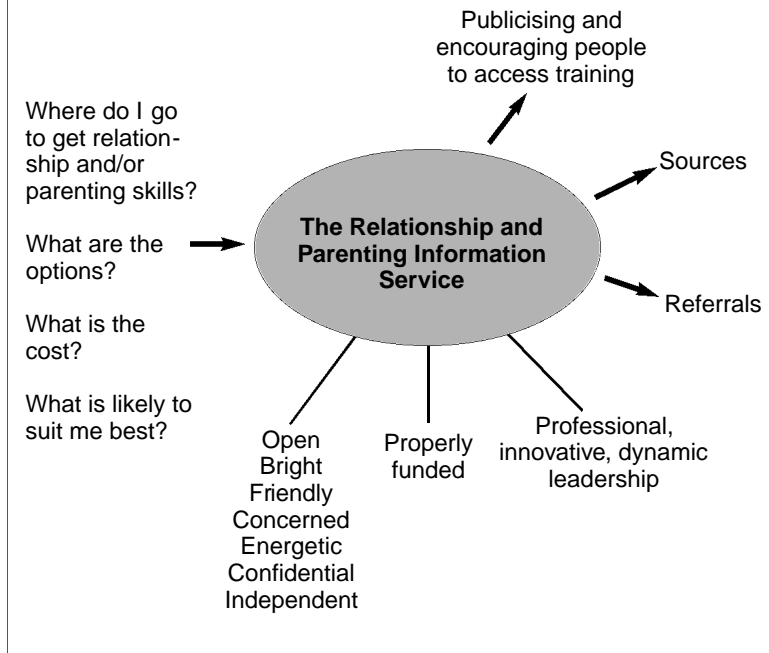 Publicising and
encouraging people
to access training
Where do I go
to get relation-
ship and/or
parenting skills?
What are the
options?
What is the
cost?
What is likely to
suit me best?
The Relationship and
Parenting Information
Service
Sources
Referrals
Open
Bright
Friendly
Concerned
Energetic
Confidential
Independent
Properly
funded
Professional,
innovative, dynamic
leadership